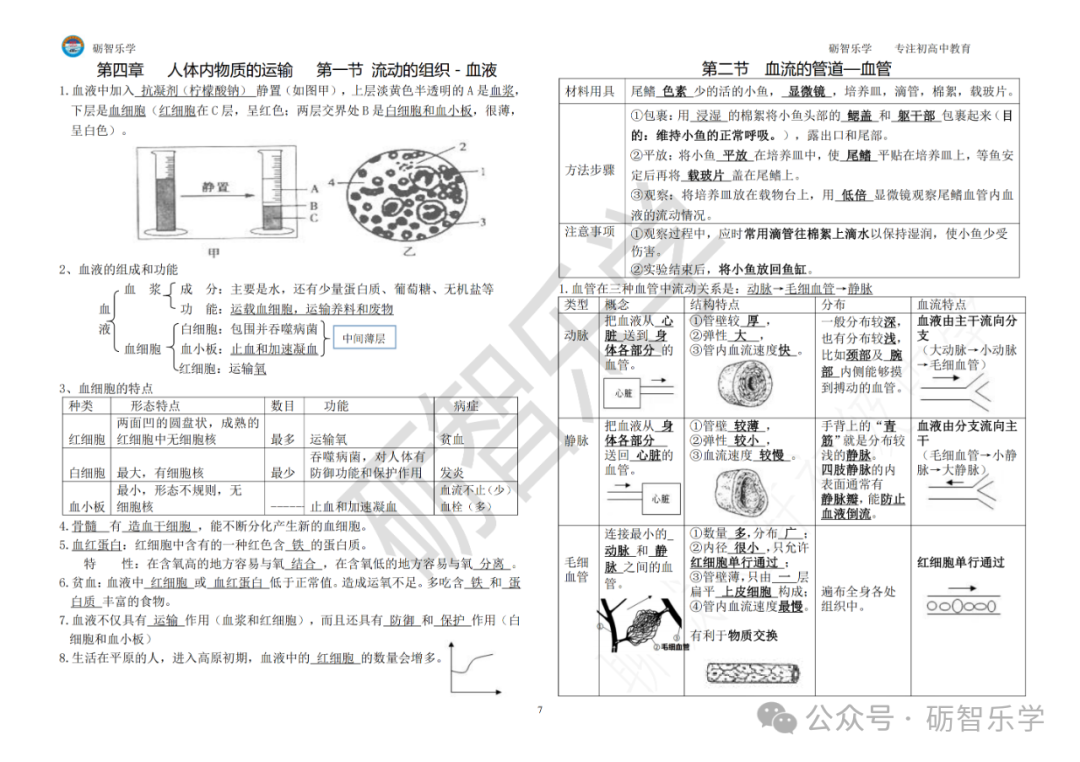 砺智乐学
第四章 人体内物质的运输 第一节 流动的组织-血液
1.血液中加入 抗凝剂(柠檬酸钠) 静置(如图甲),上层淡黄色半透明的A是血浆,
下层是血细胞(红细胞在C层,呈红色;两层交界处B是白细胞和血小板,很薄,
呈白色)。
静置
A
B
C
甲
2
1
4
3
乙
2、血液的组成和功能
血液
血 浆
成 分:主要是水,还有少量蛋白质、葡萄糖、无机盐等
功 能:运载血细胞,运输养料和废物
血细胞
白细胞:包围并吞噬病菌
血小板:止血和加速凝血
红细胞:运输氧
中间薄层
3、血细胞的特点
种类 形态特点 数目 功能 病症
红细胞 两面凹的圆盘状,成熟的红细胞中无细胞核 最多 运输氧 贫血
白细胞 最大,有细胞核 最少 吞噬病菌,对人体有防御功能和保护作用 发炎
血小板 最小,形态不规则,无细胞核 ----- 止血和加速凝血 血流不止(少)血栓(多)
4.骨髓 有 造血干细胞,能不断分化产生新的血细胞。
5.血红蛋白:红细胞中含有的一种红色含 铁 的蛋白质。
特 性:在含氧高的地方容易与氧 结合,在含氧低的地方容易与氧 分离。
6.贫血:血液中 红细胞 或 血红蛋白 低于正常值。造成运氧不足。多吃含 铁 和 蛋
白质 丰富的食物。
7.血液不仅具有 运输 作用(血浆和红细胞),而且还具有 防御 和 保护 作用(白
细胞和血小板)
8.生活在平原的人,进入高原初期,血液中的 红细胞 的数量会增多。
砺智乐学 专注初高中教育
第二节 血流的管道—血管
材料用具 尾鳍 色素 少的活的小鱼, 显微镜,培养皿,滴管,棉絮,载玻片。
方法步骤
①包裹:用 浸湿 的棉絮将小鱼头部的 鳃盖 和 躯干部 包裹起来(目
的:维持小鱼的正常呼吸。),露出口和尾部。
②平放:将小鱼 平放 在培养皿中,使 尾鳍 平贴在培养皿上,等鱼安
定后再将 载玻片 盖在尾鳍上。
③观察:将培养皿放在载物台上,用 低倍 显微镜观察尾鳍血管内血
液的流动情况。
注意事项
①观察过程中,应时常用滴管往棉絮上滴水以保持湿润,使小鱼少受
伤害。
②实验结束后,将小鱼放回鱼缸。
1.血管在三种血管中流动关系是:动脉→毛细血管→静脉
类型 概念 结构特点 分布 血流特点
动脉
把血液从 心
脏 送到 身
体各部分 的
血管。
心脏
①管壁较 厚,
②弹性 大,
③管内血流速度快。
一般分布较深,
也有分布较浅,
比如颈部及 腕
部 内侧能够摸
到搏动的血管。
血液由主干流向分
支
(大动脉→小动脉
→毛细血管)
静脉
把血液从 身
体各部分
送回 心脏的
血管。
心脏
①管壁 较薄,
②弹性 较小,
③血流速度 较慢。
手背上的“青
筋”就是分布较
浅的静脉。
四肢静脉的内
表面通常有
静脉瓣,能防止
血液倒流。
血液由分支流向主
干
(毛细血管→小静
脉→大静脉)
毛细
血管
连接最小的
动脉 和 静
脉 之间的血
管。
①
③
②毛细血管
①数量 多,分布 广;
②内径 很小,只允许
红细胞单行通过;
③管壁薄,只由 一 层
扁平 上皮细胞 构成;
④管内血流速度最慢。
有利于物质交换
遍布全身各处
组织中。
红细胞单行通过
7
砺智乐学
公众号·砺智乐学